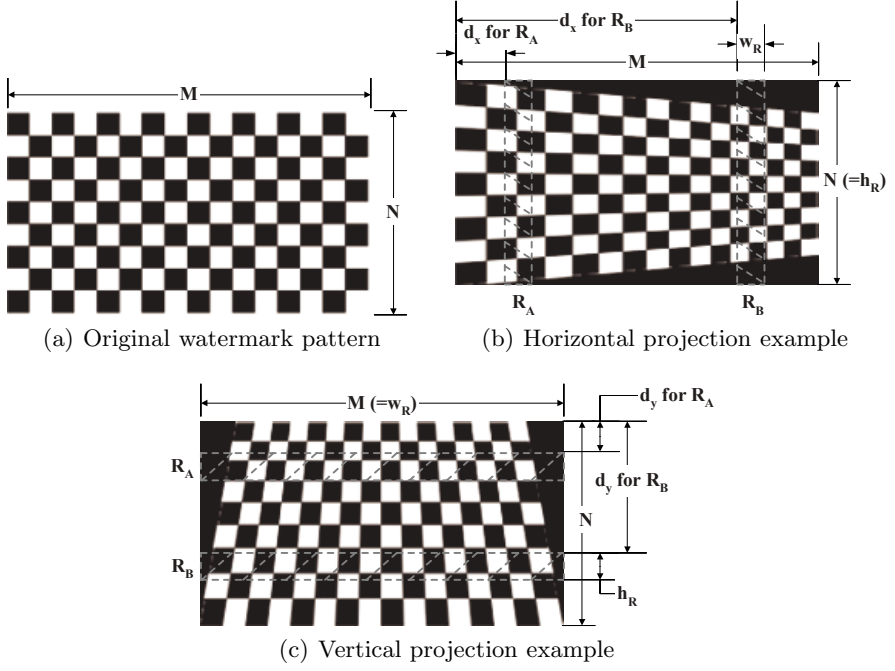 M
N
(a) Original watermark pattern
d_x for R_B
d_x for R_A
w_R
M
N (=h_R)
R_A
R_B
(b) Horizontal projection example
M (=w_R)
d_y for R_A
R_A
d_y for R_B
N
R_B
h_R
(c) Vertical projection example